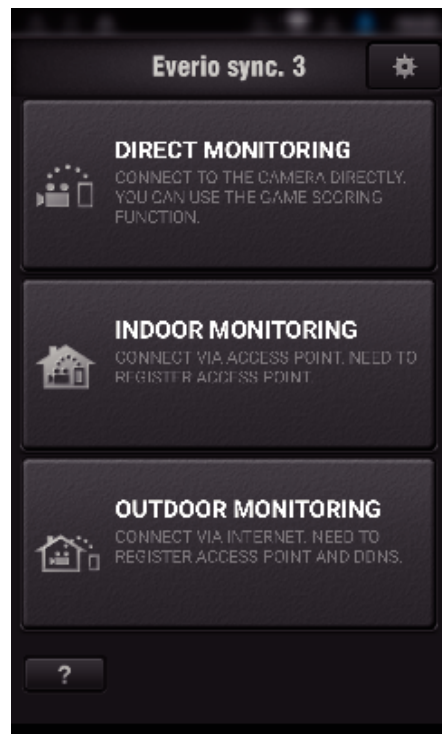 Everio sync. 3
DIRECT MONITORING
CONNECT TO THE CAMERA DIRECTLY.
YOU CAN USE THE GAME SCORING
FUNCTION.
INDOOR MONITORING
CONNECT VIA ACCESS POINT. NEED TO
REGISTER ACCESS POINT.
OUTDOOR MONITORING
CONNECT VIA INTERNET. NEED TO
REGISTER ACCESS POINT AND DDNS.
?